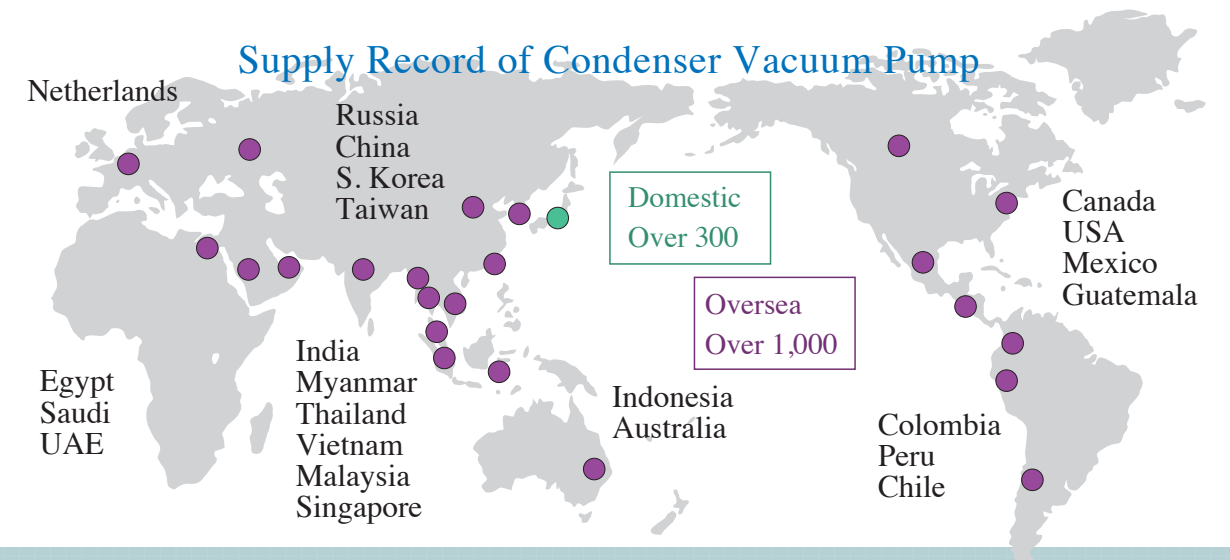 Supply Record of Condenser Vacuum Pump
Netherlands
Russia
China
S. Korea
Taiwan
Domestic
Over 300
Canada
USA
Mexico
Guatemala
Oversea
Over 1,000
Egypt
Saudi
UAE
India
Myanmar
Thailand
Vietnam
Malaysia
Singapore
Indonesia
Australia
Colombia
Peru
Chile